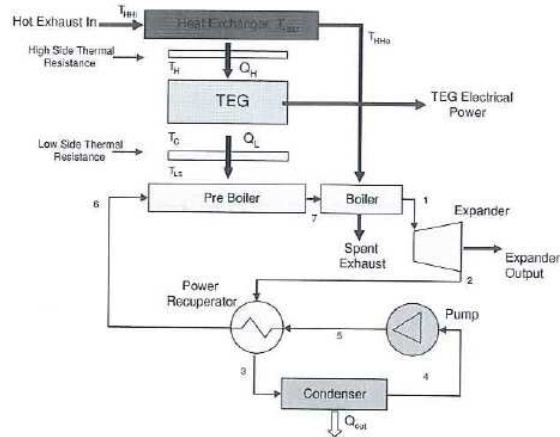 T_HHi
Hot Exhaust In
Heat Exchanger
T_HHo
High Side Thermal
Resistance
T_H
Q_H
TEG
TEG Electrical
Power
Low Side Thermal
Resistance
T_C
Q_L
T_LS
6
Pre Boiler
7
Boiler
1
Expander
Spent
Exhaust
Expander
Output
2
Power
Recuperator
Pump
5
3
4
Condenser
Q_out